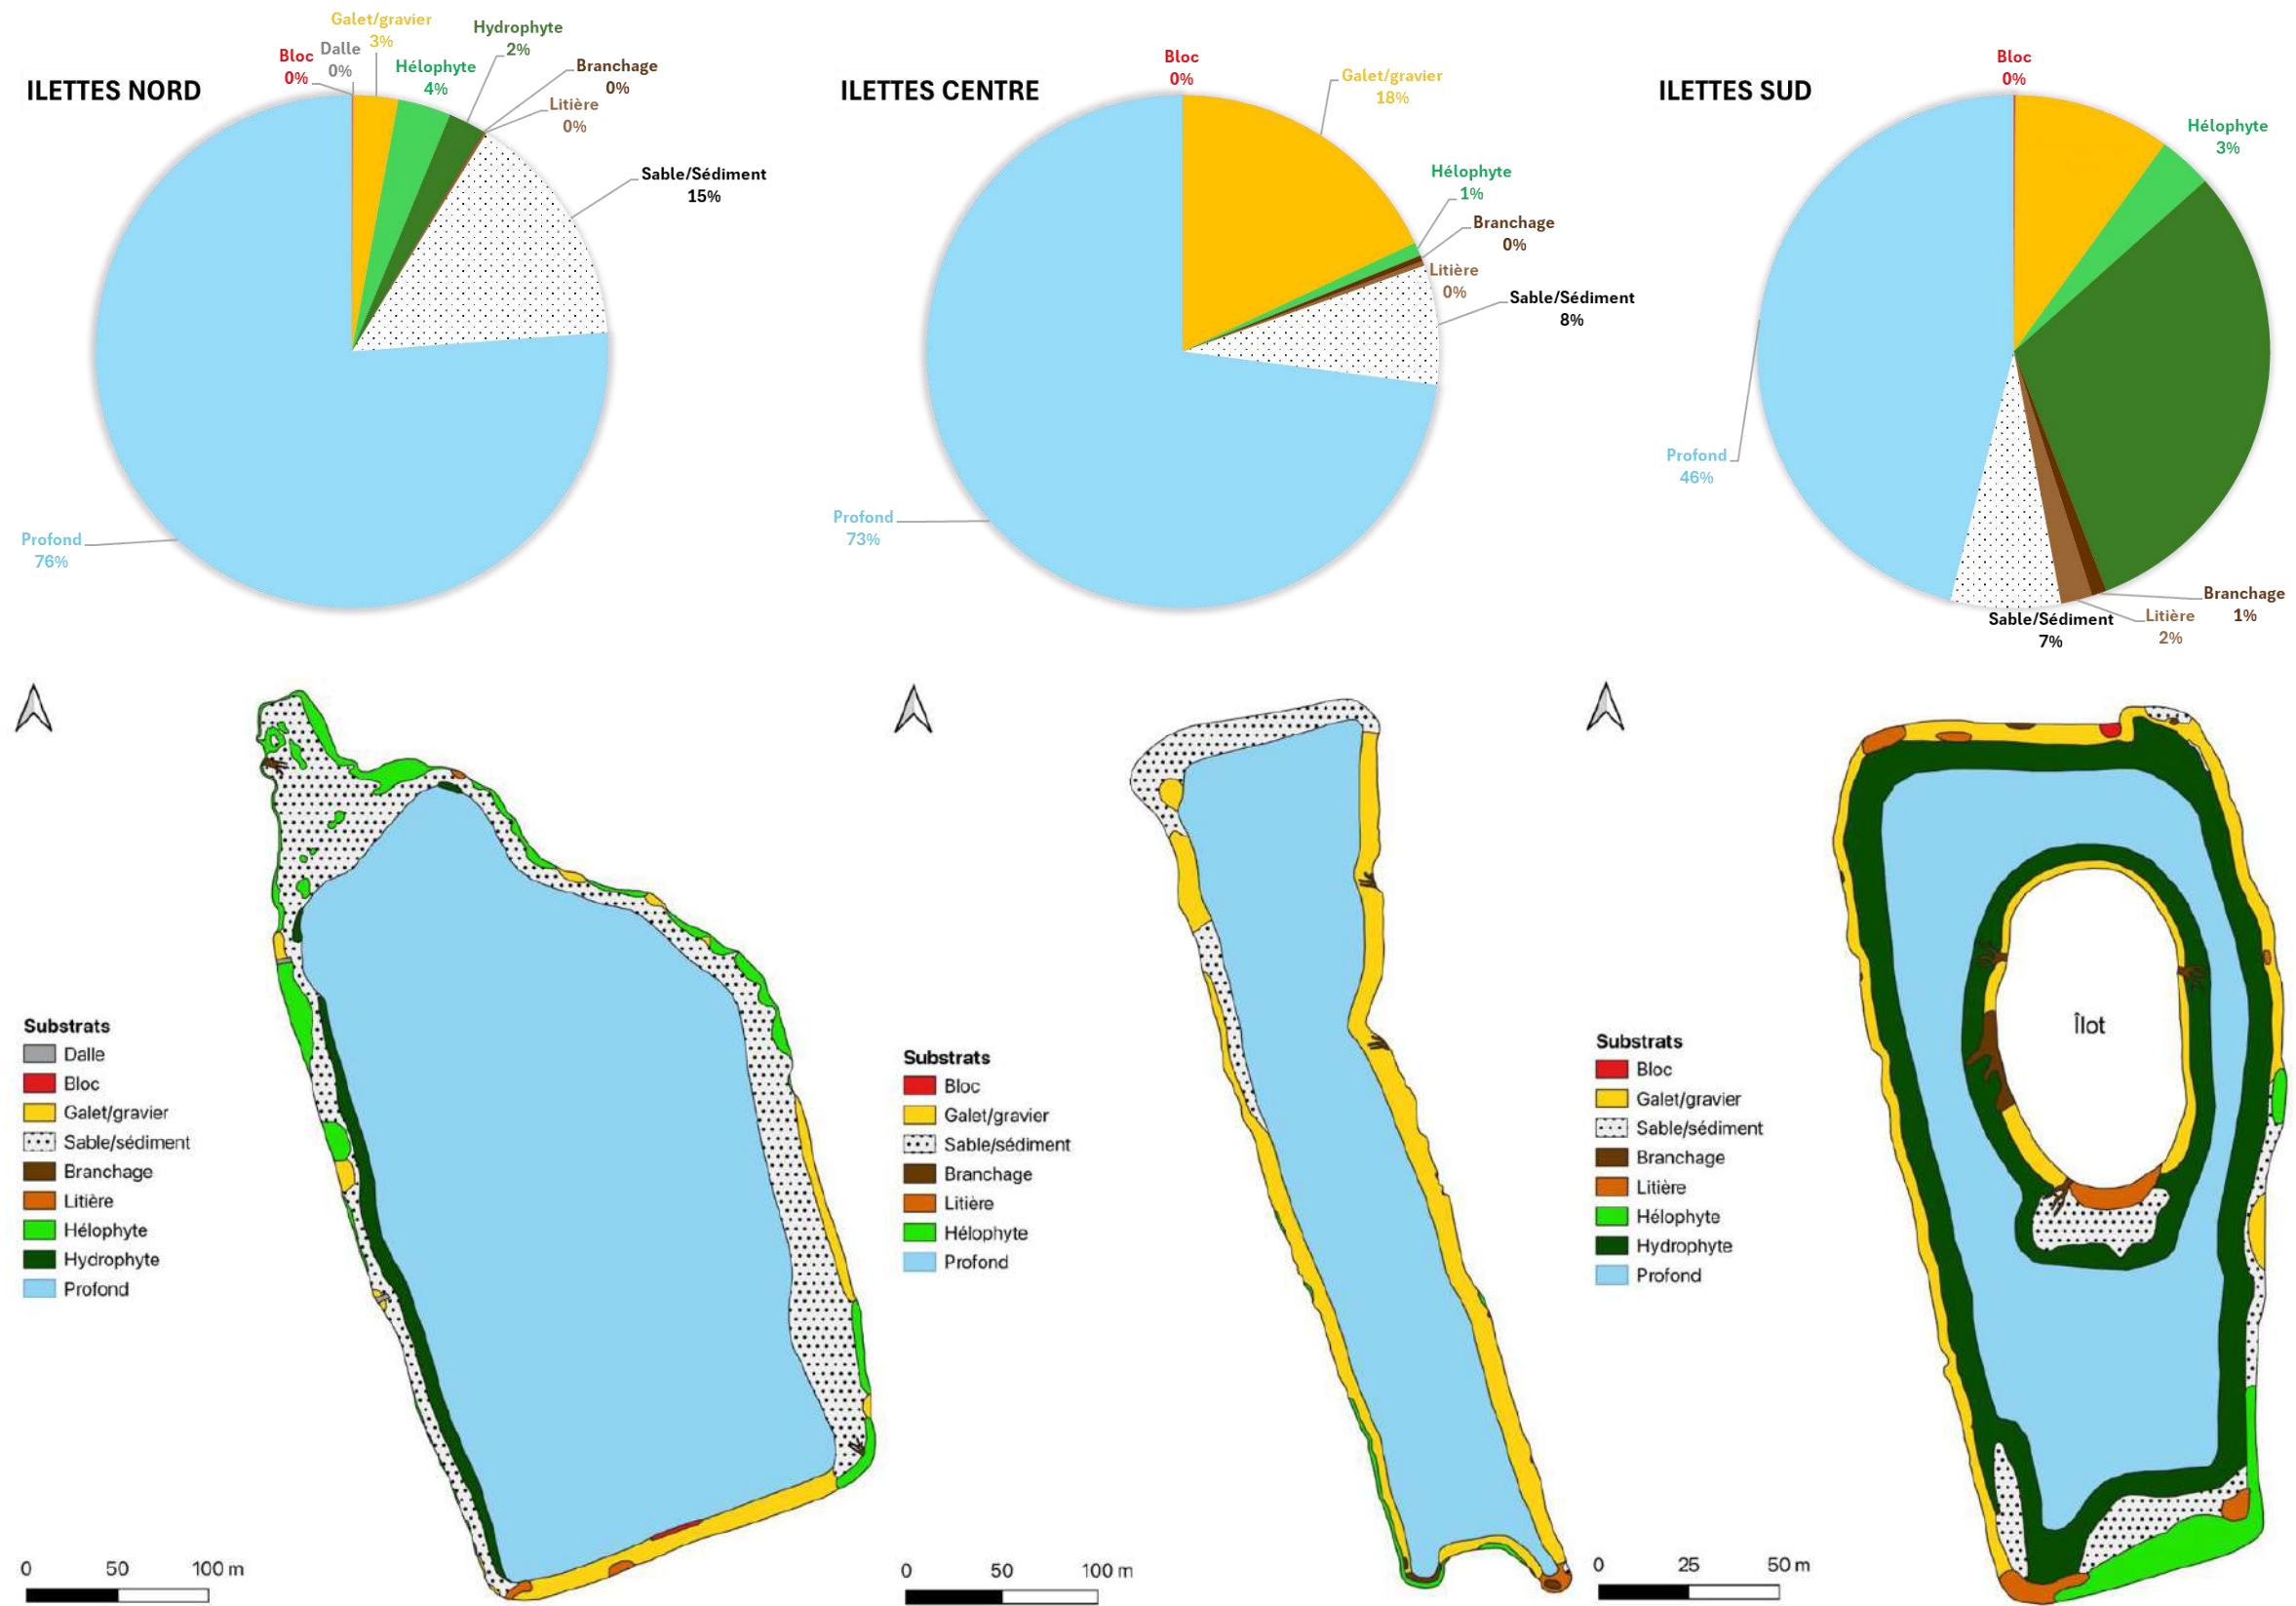 ILETTES NORD
Bloc
0%
Dalle
0%
Galet/gravier
3%
Hélophyte
4%
Hydrophyte
2%
Branchage
0%
Litière
0%
Sable/Sédiment
15%
Profond
76%
ILETTES CENTRE
Bloc
0%
Galet/gravier
18%
Hélophyte
1%
Branchage
0%
Litière
0%
Sable/Sédiment
8%
Profond
73%
ILETTES SUD
Bloc
0%
Hélophyte
3%
Branchage
1%
Litière
2%
Sable/Sédiment
7%
Profond
46%
Substrats
Dalle
Bloc
Galet/gravier
Sable/sédiment
Branchage
Litière
Hélophyte
Hydrophyte
Profond
0 50 100 m
Substrats
Bloc
Galet/gravier
Sable/sédiment
Branchage
Litière
Hélophyte
Profond
0 50 100 m
Îlot
Substrats
Bloc
Galet/gravier
Sable/sédiment
Branchage
Litière
Hélophyte
Hydrophyte
Profond
0 25 50 m